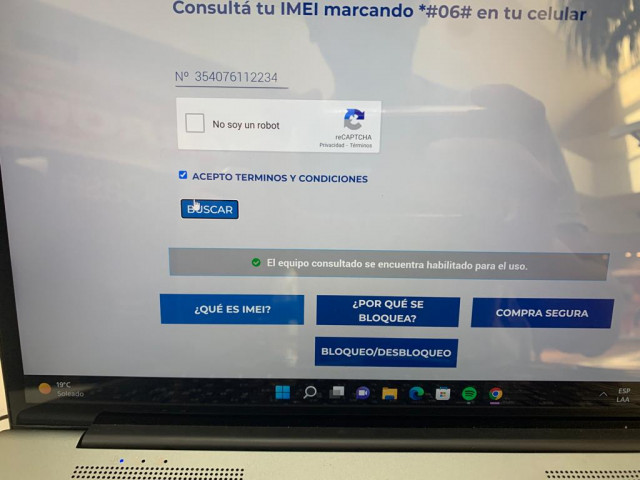 Consultá tu IMEI marcando *#06# en tu celular
Nº 354076112234
No soy un robot
reCAPTCHA
Privacidad - Términos
ACEPTO TERMINOS Y CONDICIONES
BUSCAR
El equipo consultado se encuentra habilitado para el uso.
¿QUÉ ES IMEI?
¿POR QUÉ SE
BLOQUEA?
COMPRA SEGURA
BLOQUEO/DESBLOQUEO
19°C
Soleado
ESP
LAA